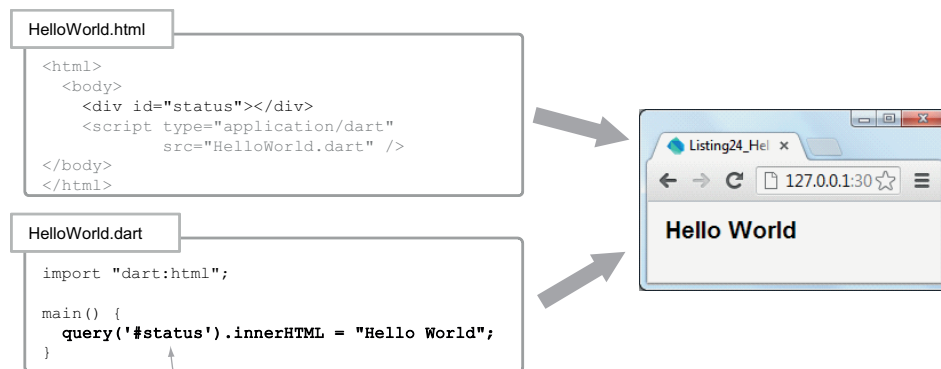 HelloWorld.html
<html>
<body>
<div id="status"></div>
<script type="application/dart"
src="HelloWorld.dart" />
</body>
</html>
HelloWorld.dart
import "dart:html";
main() {
query('#status').innerHTML = "Hello World";
}
Listing24_Hel
127.0.0.1:30
Hello World